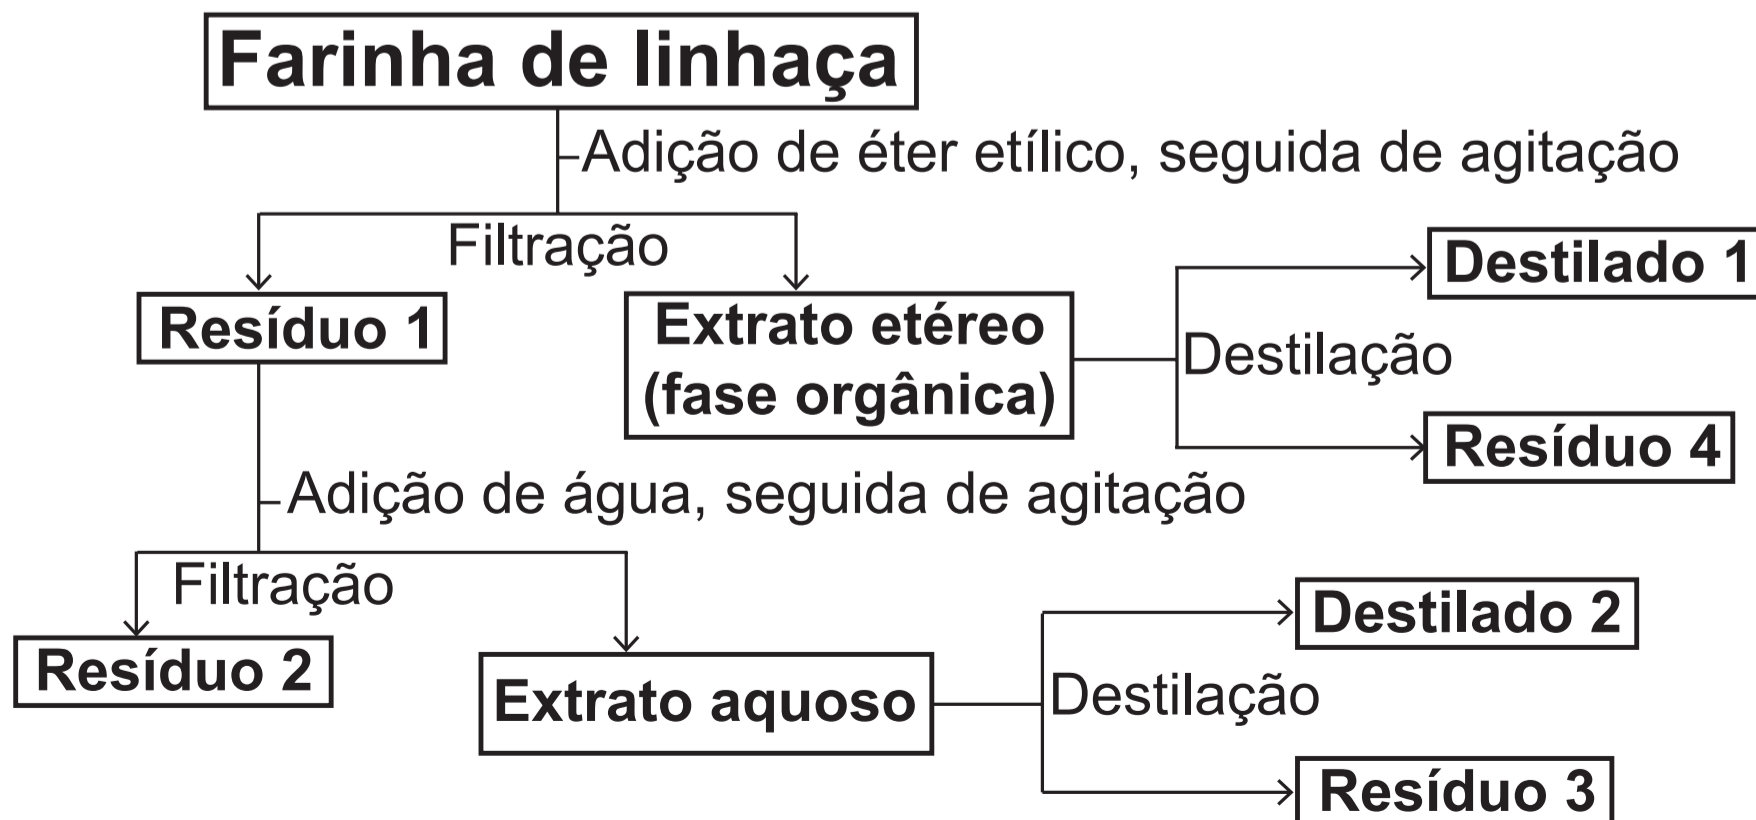 Farinha de linhaça
Adição de éter etílico, seguida de agitação
Filtração
Resíduo 1
Extrato etéreo
(fase orgânica)
Destilado 1
Destilação
Resíduo 4
Adição de água, seguida de agitação
Filtração
Resíduo 2
Extrato aquoso
Destilado 2
Destilação
Resíduo 3